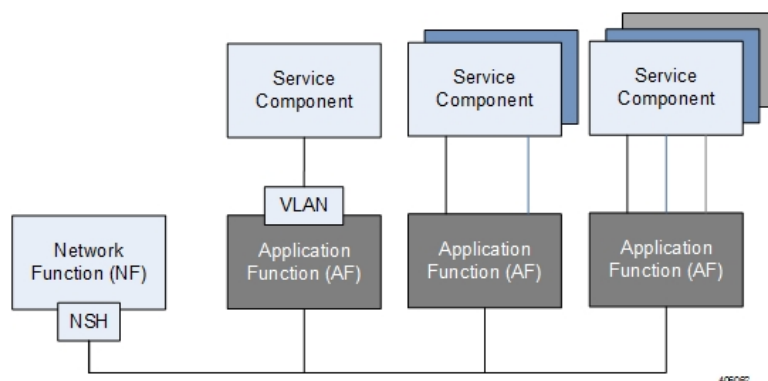 Service
Component
Service
Component
Service
Component
VLAN
Network
Function (NF)
Application
Function (AF)
Application
Function (AF)
Application
Function (AF)
NSH